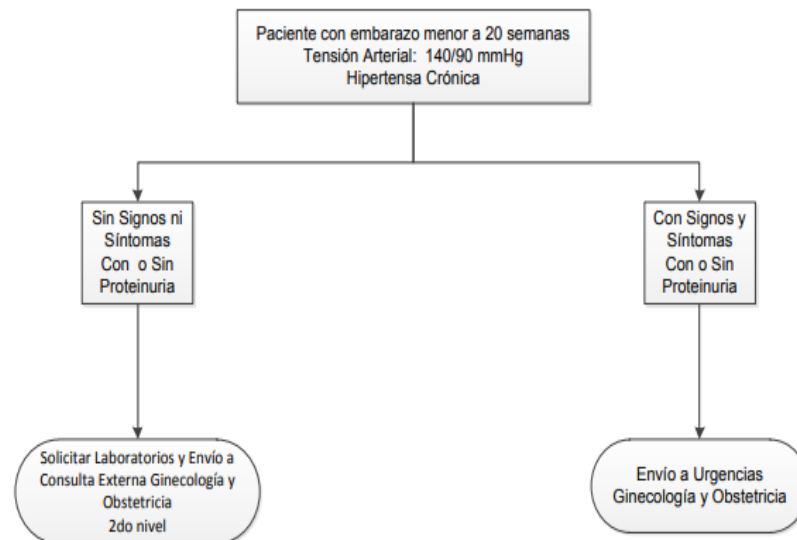 Paciente con embarazo menor a 20 semanas
Tensión Arterial: 140/90 mmHg
Hipertensa Crónica
Sin Signos ni
Síntomas
Con o Sin
Proteinuria
Con Signos y
Síntomas
Con o Sin
Proteinuria
Solicitar Laboratorios y Envío a
Consulta Externa Ginecología y
Obstetricia
2do nivel
Envío a Urgencias
Ginecología y Obstetricia